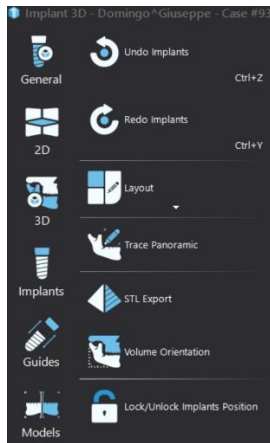 Implant 3D - Domingo^Giuseppe - Case #93
General
Undo Implants
Ctrl+Z
2D
Redo Implants
Ctrl+Y
3D
Layout
Trace Panoramic
Implants
STL Export
Guides
Volume Orientation
Models
Lock/Unlock Implants Position